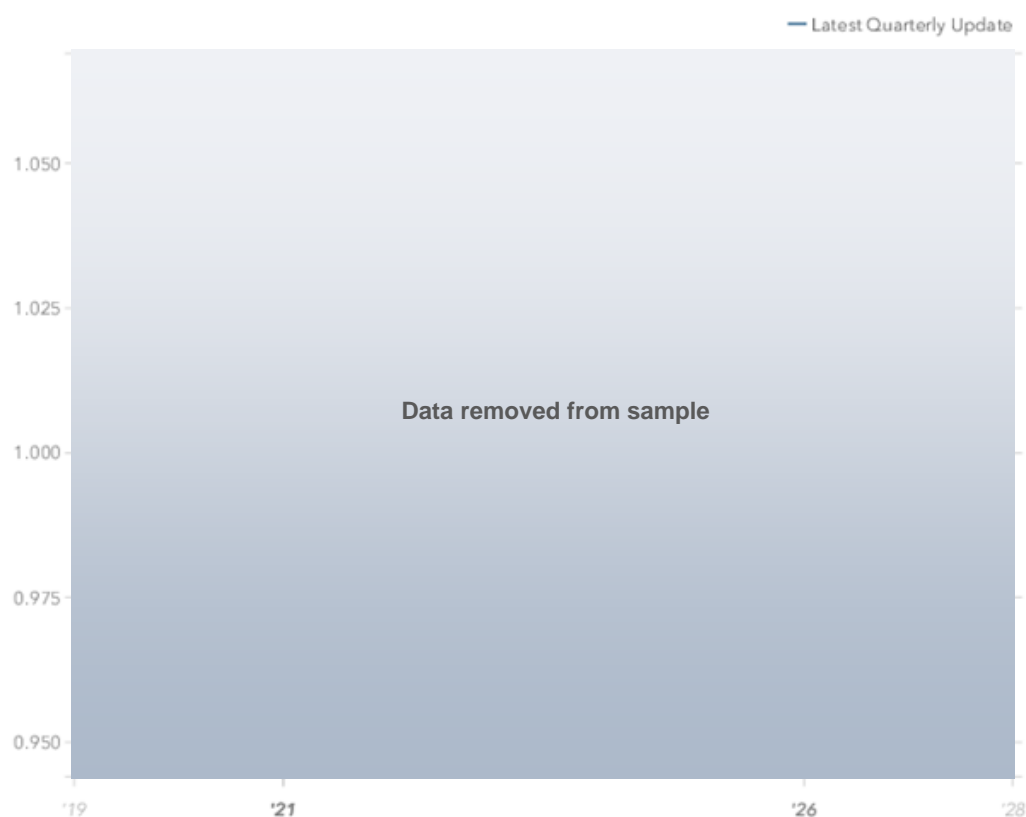 Latest Quarterly Update
1.050
1.025
Data removed from sample
1.000
0.975
0.950
'19 '21 '26 '28